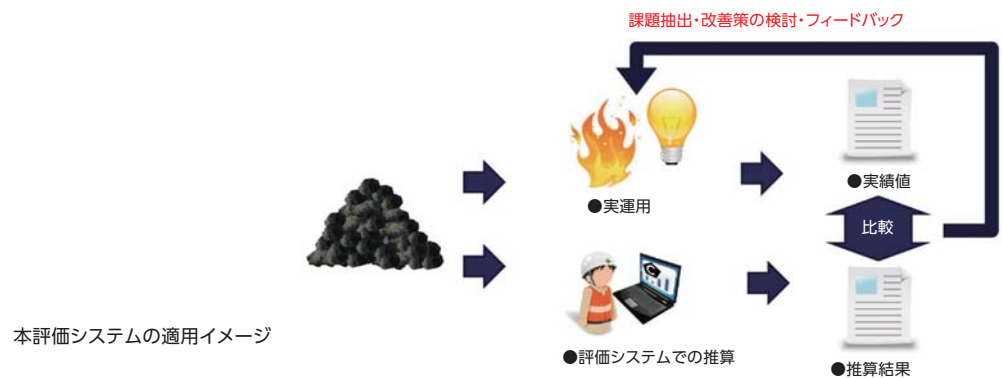 課題抽出・改善策の検討・フィードバック
●実運用
●実績値
比較
●評価システムでの推算
●推算結果
本評価システムの適用イメージ